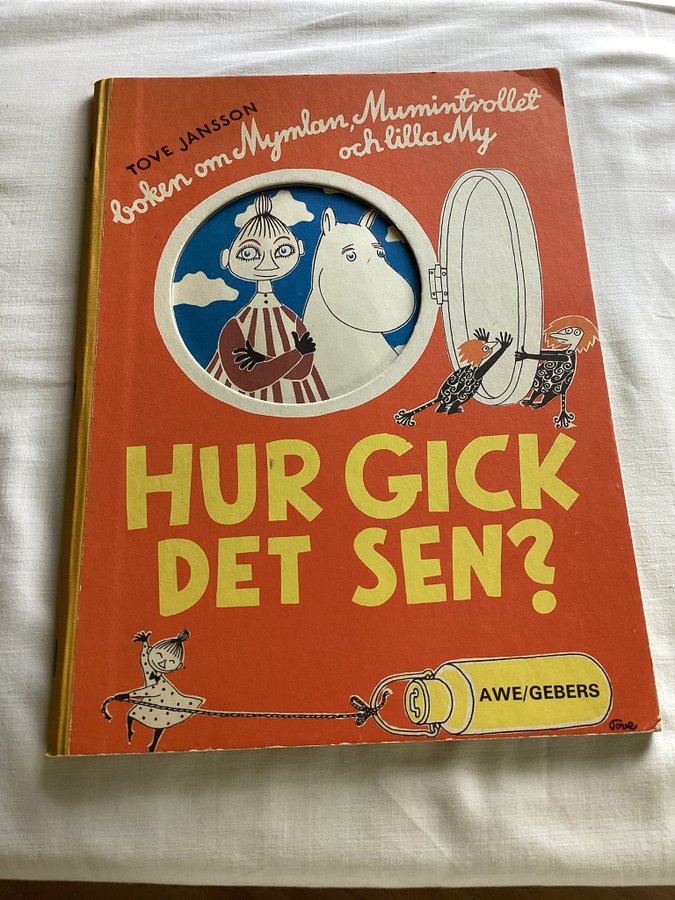 TOVE JANSSON
boken om Mymlan, Mumintrollet
och lilla My
HUR GICK
DET SEN?
AWE/GEBERS
Tove